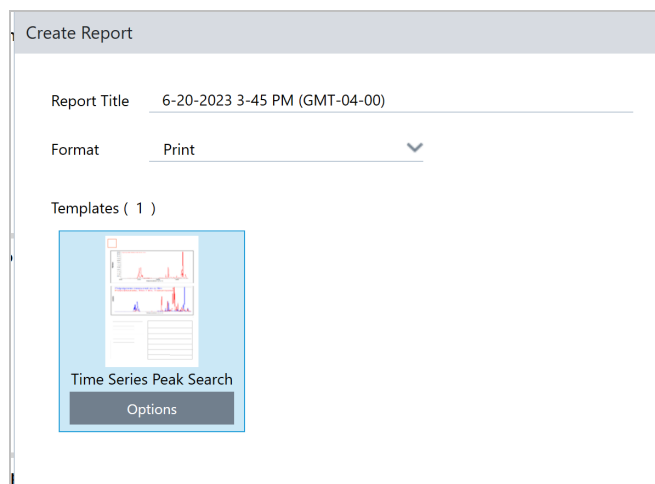 Create Report
Report Title 6-20-2023 3-45 PM (GMT-04-00)
Format Print
Templates ( 1 )
Time Series Peak Search
Options